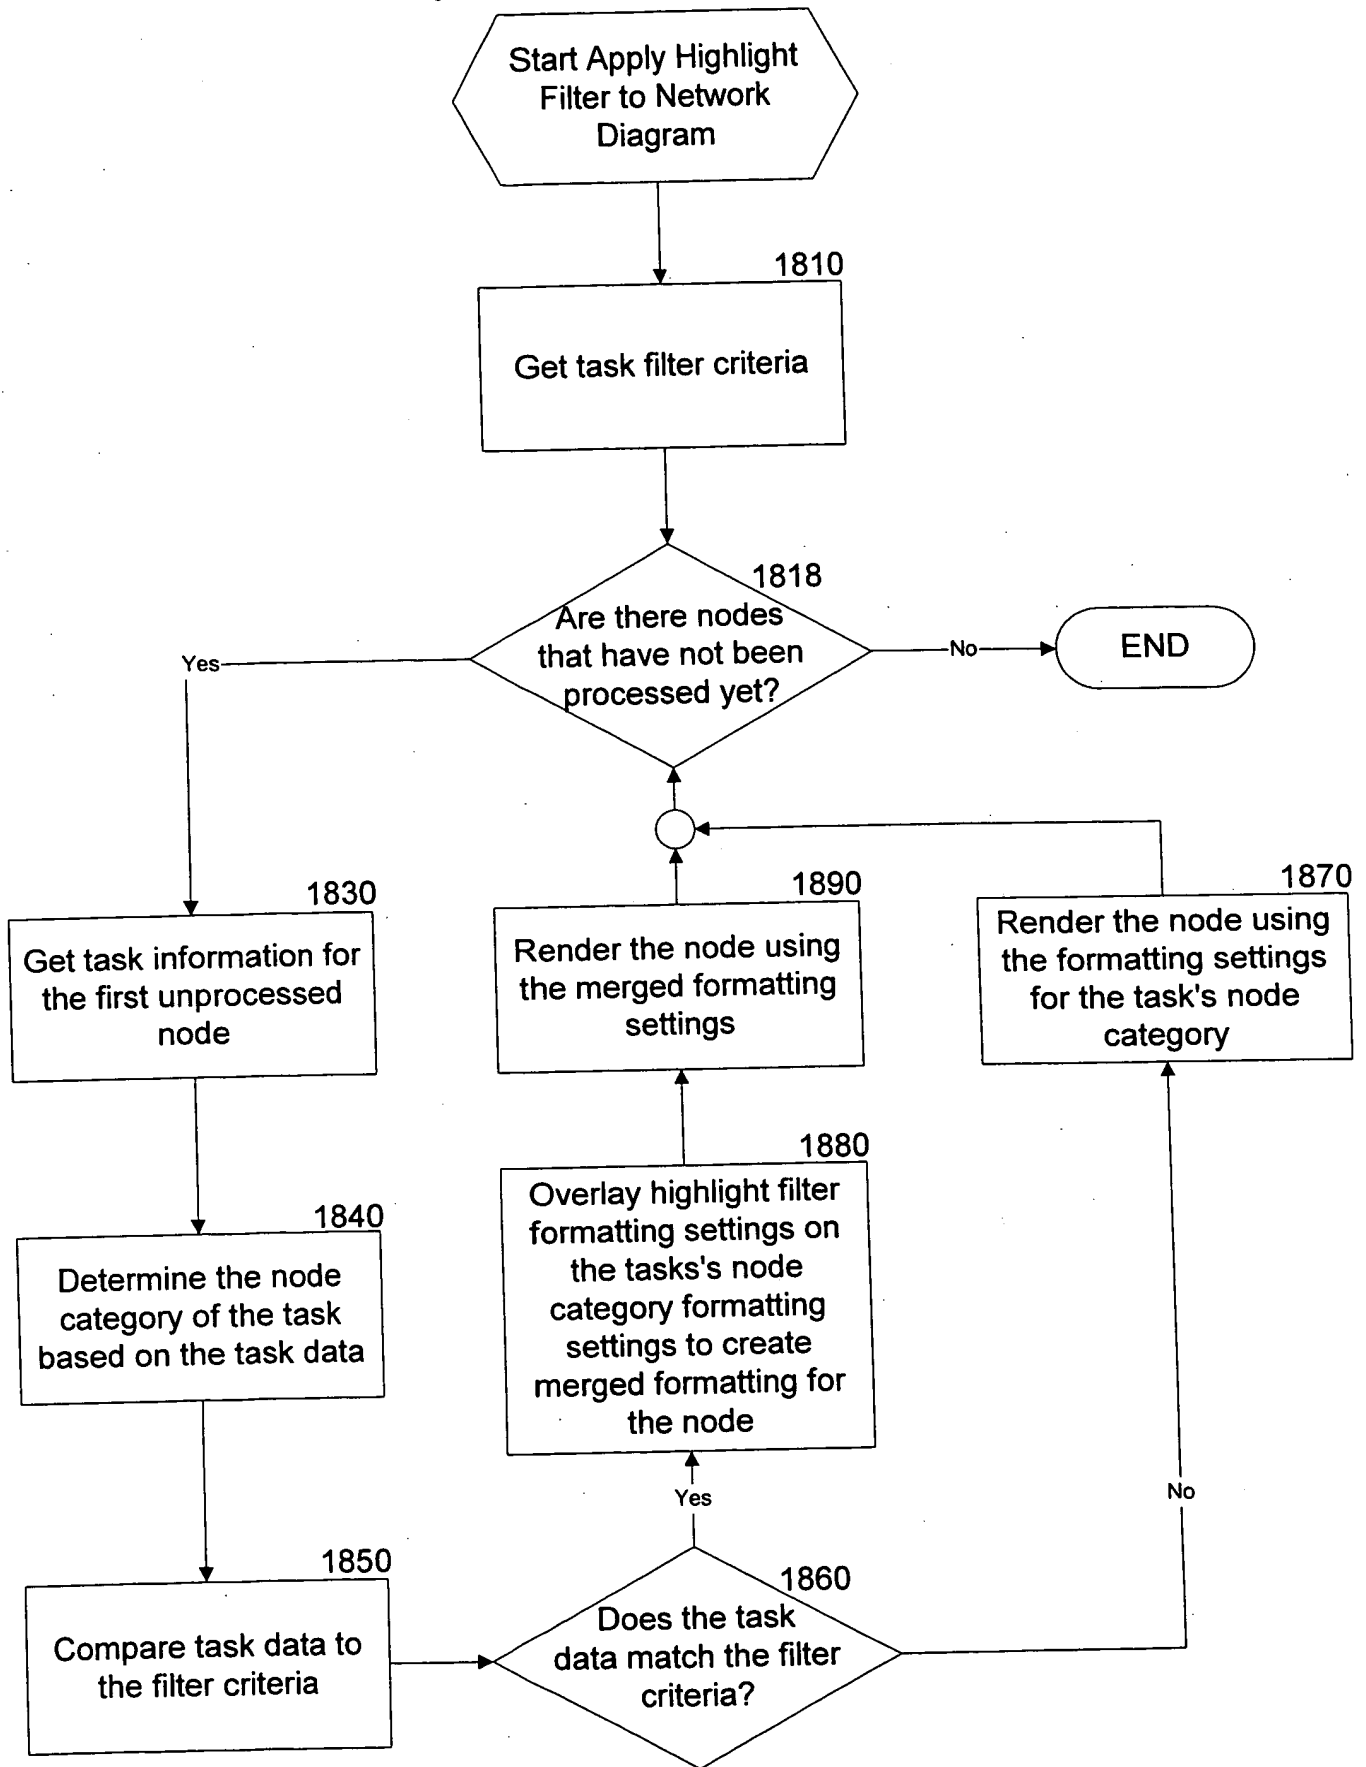 Start Apply Highlight
Filter to Network
Diagram
1810
Get task filter criteria
1818
Are there nodes
that have not been
processed yet?
Yes
No
END
1830
Get task information for
the first unprocessed
node
1890
Render the node using
the merged formatting
settings
1870
Render the node using
the formatting settings
for the task's node
category
1840
Determine the node
category of the task
based on the task data
1880
Overlay highlight filter
formatting settings on
the tasks's node
category formatting
settings to create
merged formatting for
the node
Yes
No
1850
Compare task data to
the filter criteria
1860
Does the task
data match the filter
criteria?